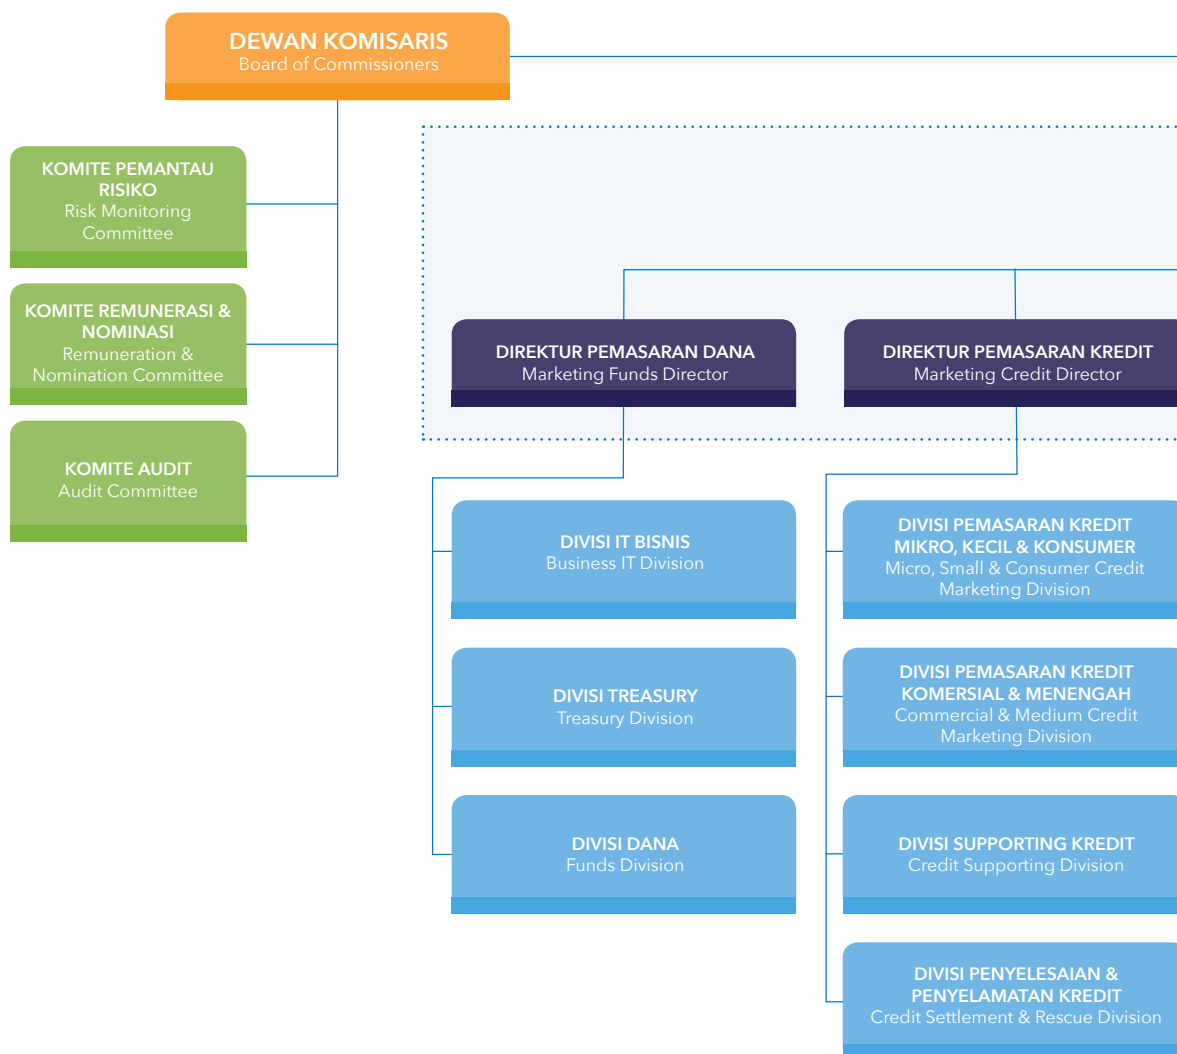 DEWAN KOMISARIS
Board of Commissioners
KOMITE PEMANTAU
RISIKO
Risk Monitoring
Committee
KOMITE REMUNERASI &
NOMINASI
Remuneration &
Nomination Committee
KOMITE AUDIT
Audit Committee
DIREKTUR PEMASARAN DANA
Marketing Funds Director
DIVISI IT BISNIS
Business IT Division
DIVISI TREASURY
Treasury Division
DIVISI DANA
Funds Division
DIREKTUR PEMASARAN KREDIT
Marketing Credit Director
DIVISI PEMASARAN KREDIT
MIKRO, KECIL & KONSUMER
Micro, Small & Consumer Credit
Marketing Division
DIVISI PEMASARAN KREDIT
KOMERSIAL & MENENGAH
Commercial & Medium Credit
Marketing Division
DIVISI SUPPORTING KREDIT
Credit Supporting Division
DIVISI PENYELESAIAN &
PENYELAMATAN KREDIT
Credit Settlement & Rescue Division